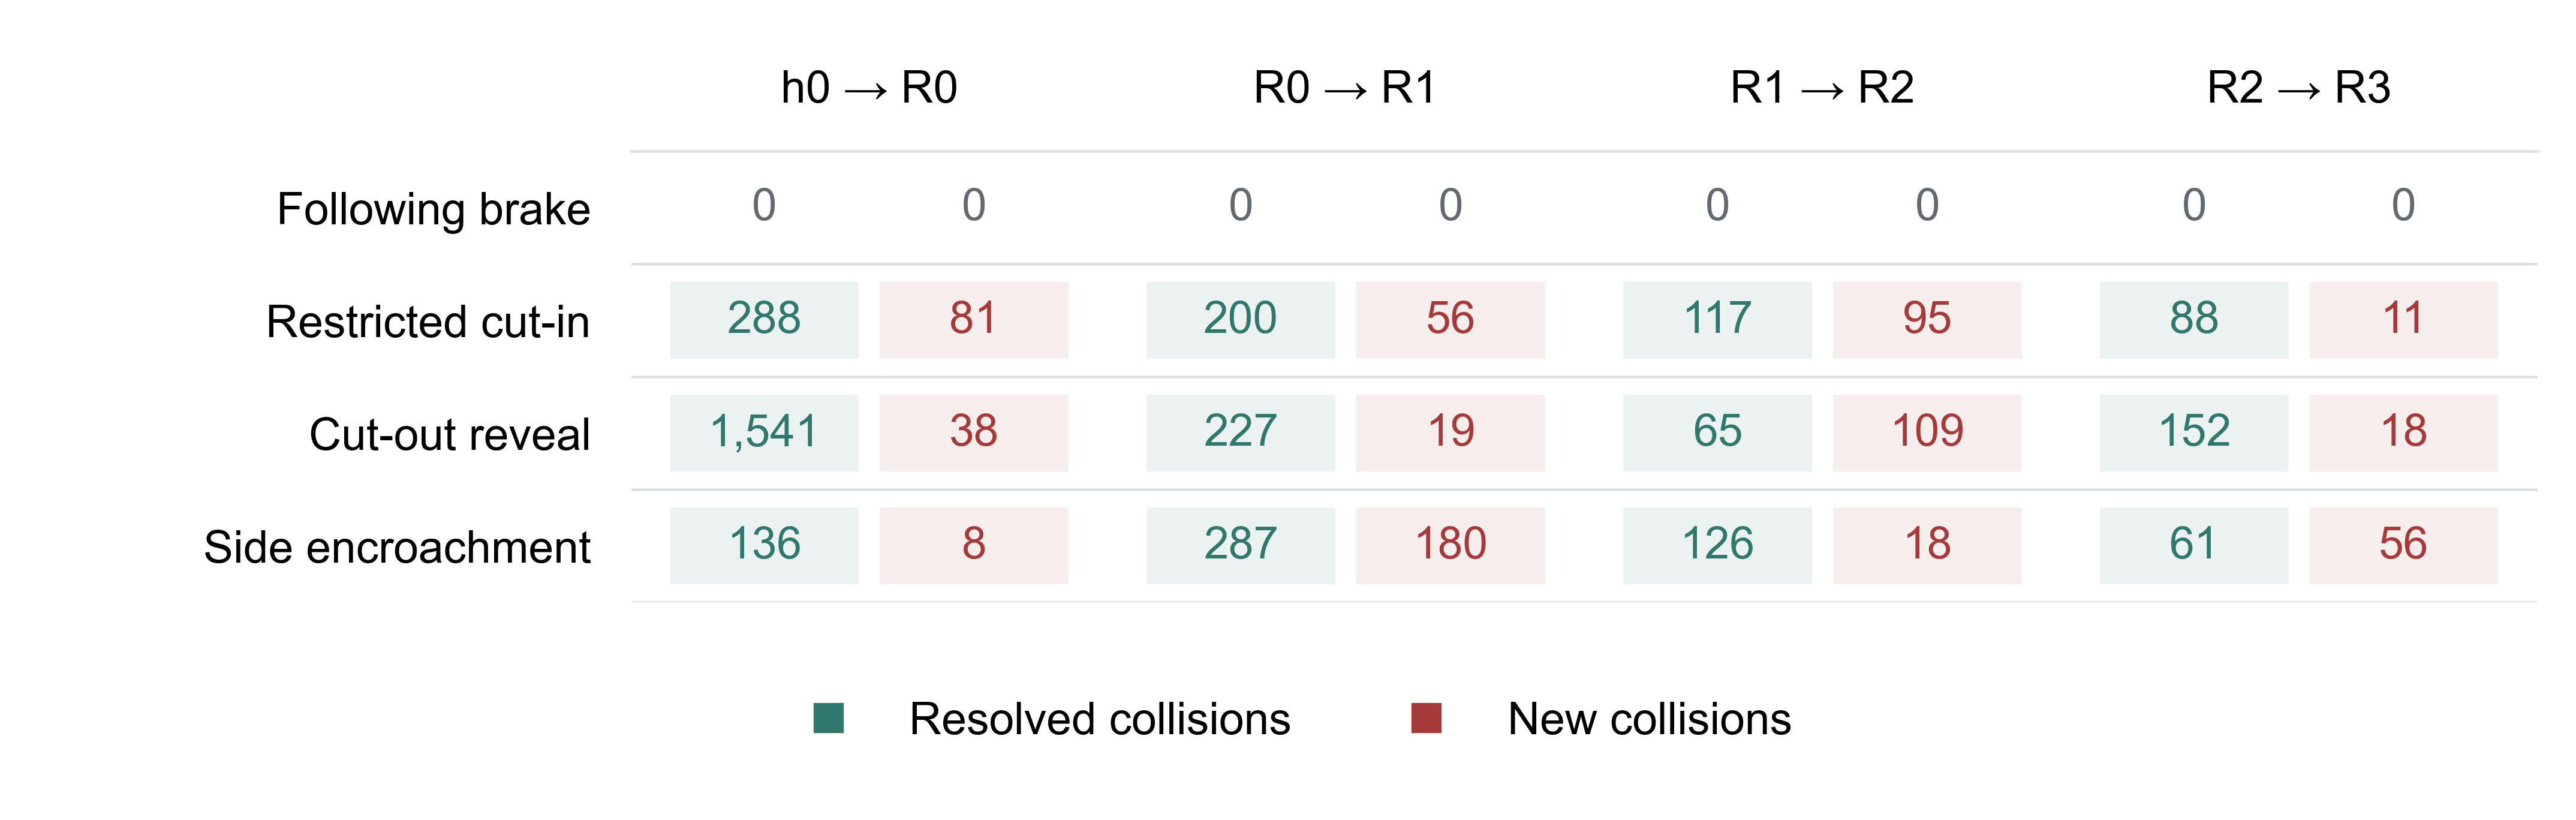 h0 → R0 R0 → R1 R1 → R2 R2 → R3
Following brake 0 0 0 0 0 0 0 0
Restricted cut-in 288 81 200 56 117 95 88 11
Cut-out reveal 1,541 38 227 19 65 109 152 18
Side encroachment 136 8 287 180 126 18 61 56
Resolved collisions New collisions